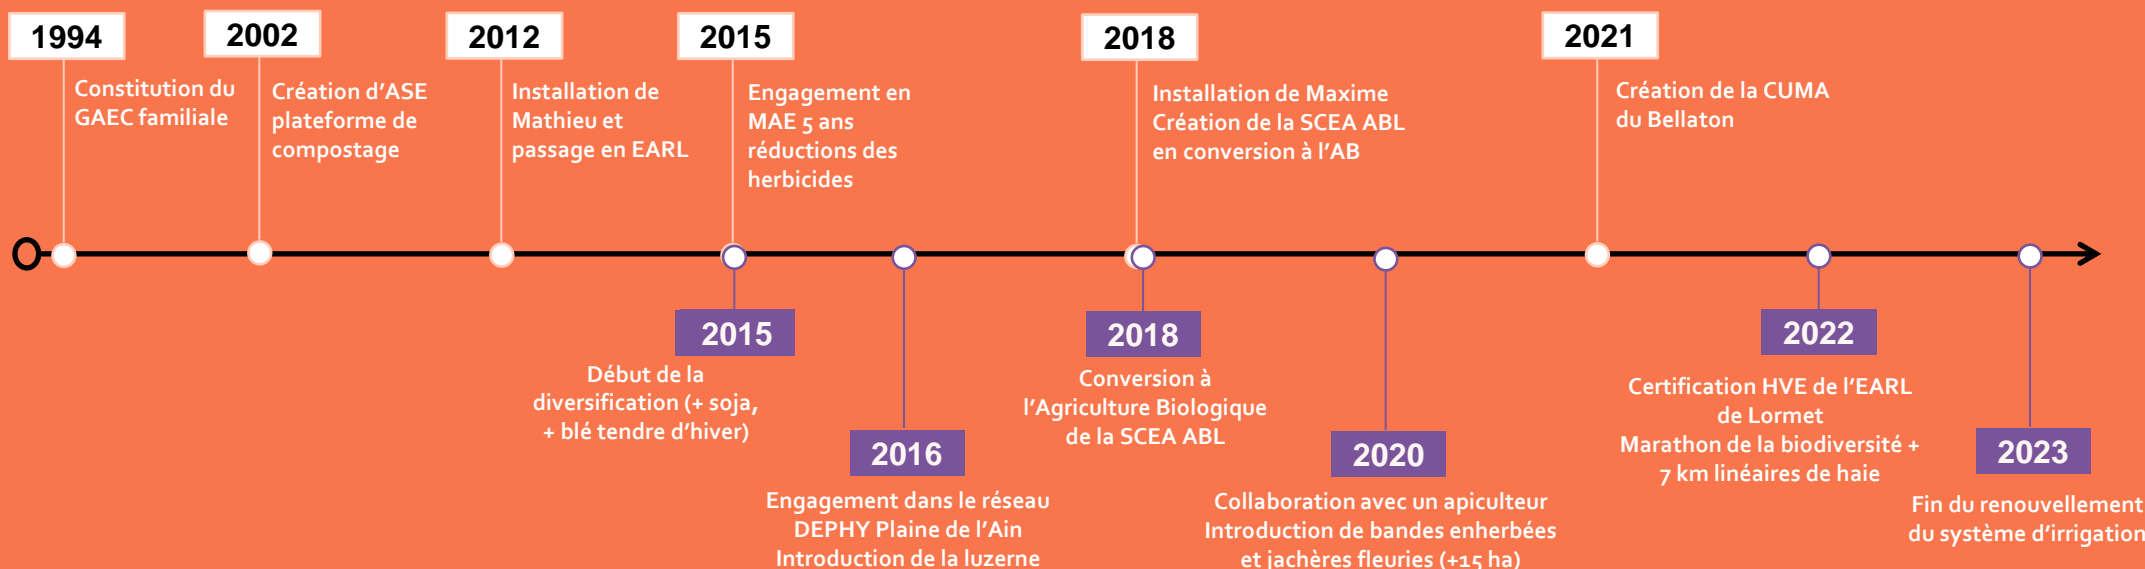 1994
Constitution du
GAEC familiale
2002
Création d'ASE
plateforme de
compostage
2012
Installation de
Mathieu et
passage en EARL
2015
Engagement en
MAE 5 ans
réductions des
herbicides
2018
Installation de Maxime
Création de la SCEA ABL
en conversion à l'AB
2021
Création de la CUMA
du Bellaton
2015
Début de la
diversification (+ soja,
+ blé tendre d'hiver)
2016
Engagement dans le réseau
DEPHY Plaine de l'Ain
Introduction de la luzerne
2018
Conversion à
l'Agriculture Biologique
de la SCEA ABL
2020
Collaboration avec un apiculteur
Introduction de bandes enherbées
et jachères fleuries (+15 ha)
2022
Certification HVE de l'EARL
de Lormet
Marathon de la biodiversité +
7 km linéaires de haie
2023
Fin du renouvellement
du système d'irrigation